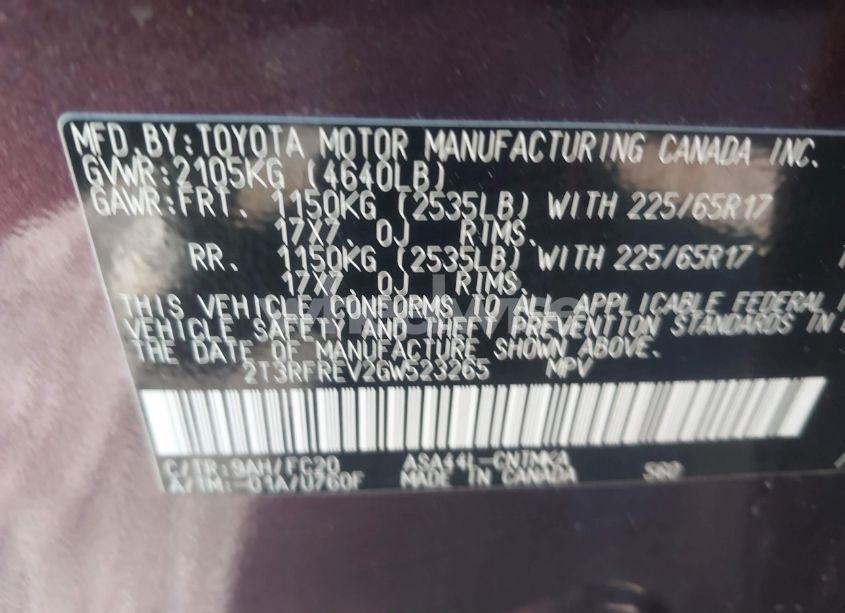 MFD.BY:TOYOTA MOTOR MANUFACTURING CANADA INC.
GVWR:2105KG (4640LB)
GAWR:FRT. 1150KG (2535LB) WITH 225/65R17
17X7. 0J RIMS.
RR. 1150KG (2535LB) WITH 225/65R17
17X7. 0J RIMS.
THIS VEHICLE CONFORMS TO ALL APPLICABLE FEDERAL
VEHICLE SAFETY AND THEFT PREVENTION STANDARDS IN
THE DATE OF MANUFACTURE SHOWN ABOVE.
2T3RFREV2GW523265 MPV
C/TR:9AH/FC20 ASA44L-CNTMKA
A/TM:-01A/U760F MADE IN CANADA 560